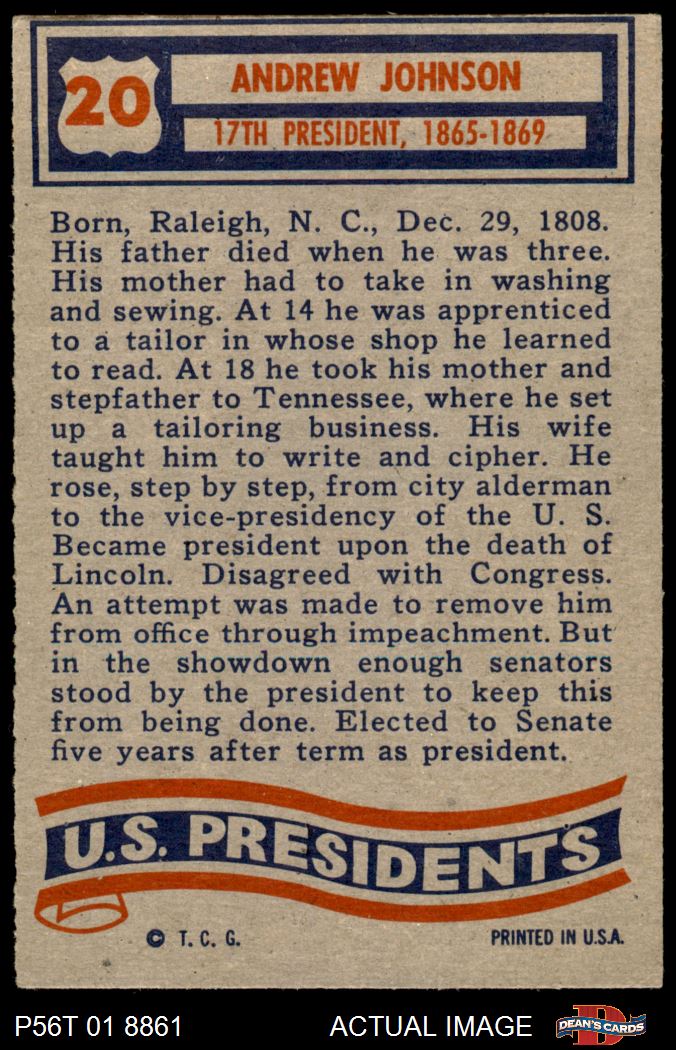 20
ANDREW JOHNSON
17TH PRESIDENT, 1865-1869
Born, Raleigh, N. C., Dec. 29, 1808.
His father died when he was three.
His mother had to take in washing
and sewing. At 14 he was apprenticed
to a tailor in whose shop he learned
to read. At 18 he took his mother and
stepfather to Tennessee, where he set
up a tailoring business. His wife
taught him to write and cipher. He
rose, step by step, from city alderman
to the vice-presidency of the U. S.
Became president upon the death of
Lincoln. Disagreed with Congress.
An attempt was made to remove him
from office through impeachment. But
in the showdown enough senators
stood by the president to keep this
from being done. Elected to Senate
five years after term as president.
U.S. PRESIDENTS
© T. C. G.
PRINTED IN U.S.A.
P56T 01 8861
ACTUAL IMAGE
D
DEAN'S CARDS